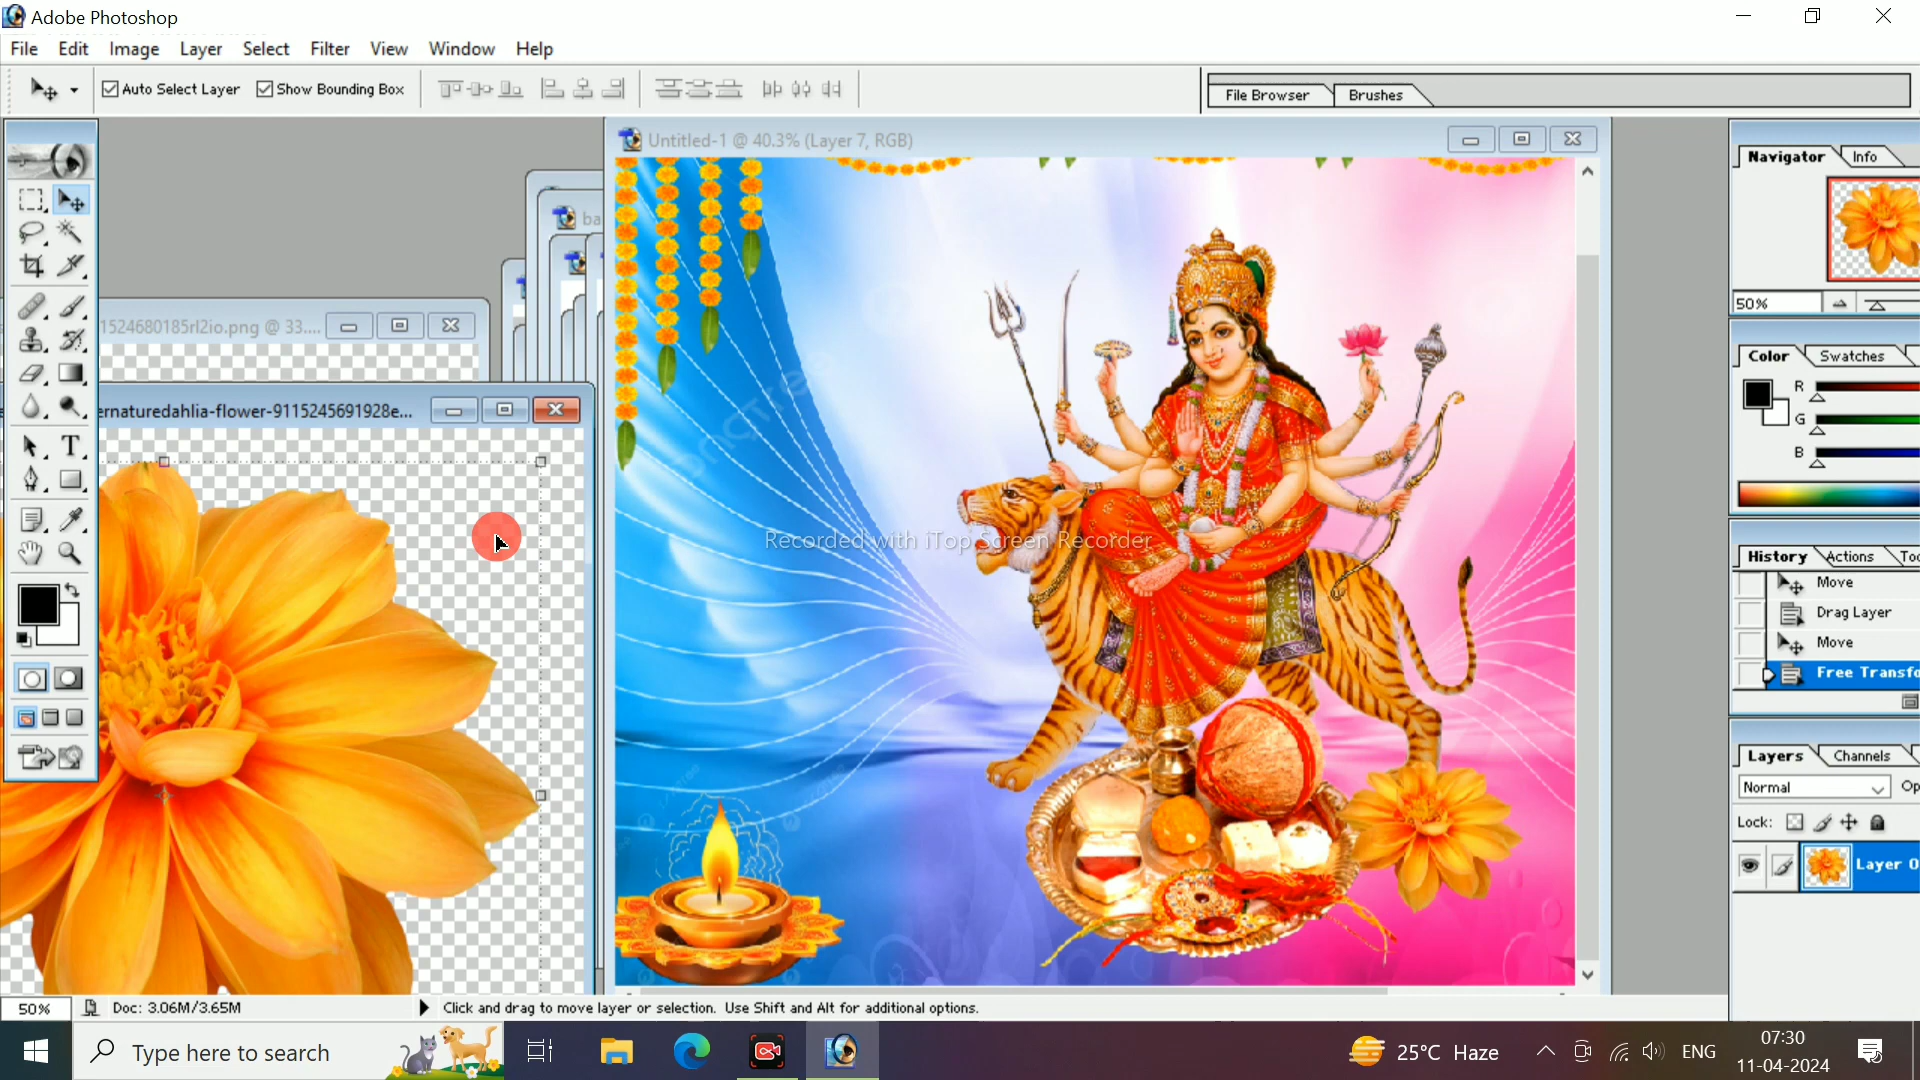 Adobe Photoshop
File Edit Image Layer Select Filter View Window Help
Auto Select Layer Show Bounding Box
File Browser Brushes
Untitled-1 @ 40.3% (Layer 7, RGB)
Navigator Info
ba
1524680185rl2io.png @ 33....
50%
Color Swatches
R
G
B
ernaturedahlia-flower-9115245691928e...
T
Recorded with iTop Screen Recorder
History Actions Too
Move
Drag Layer
Move
Free Transfo
Layers Channels
Normal Op
Lock:
Layer 0
50% Doc: 3.06M/3.65M Click and drag to move layer or selection. Use Shift and Alt for additional options.
Type here to search
25°C Haze
ENG
07:30
11-04-2024